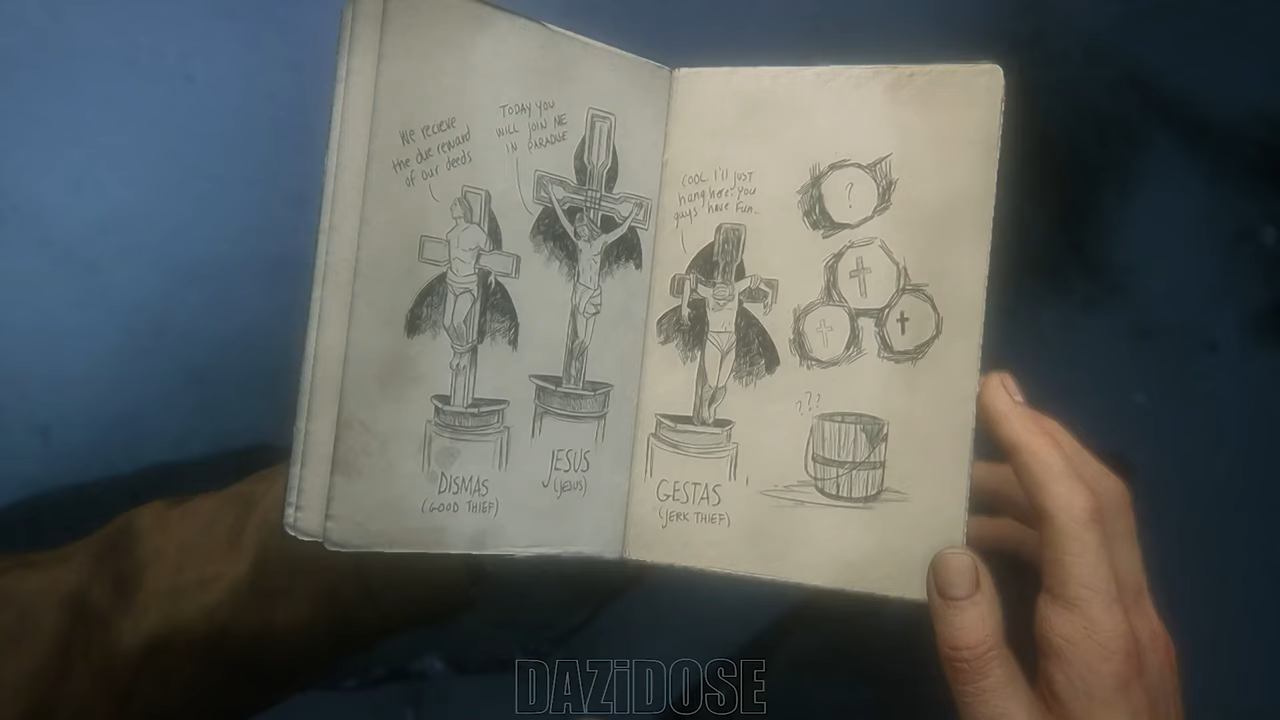 We recieve
the due reward
of our deeds
TODAY YOU
WILL JOIN ME
IN PARADISE
DISMAS
(GOOD THIEF)
JESUS
(JESUS)
COOL I'll JUST
hang here. you
guys have fun...
GESTAS
(JERK THIEF)
?
???
DAZiDOSE